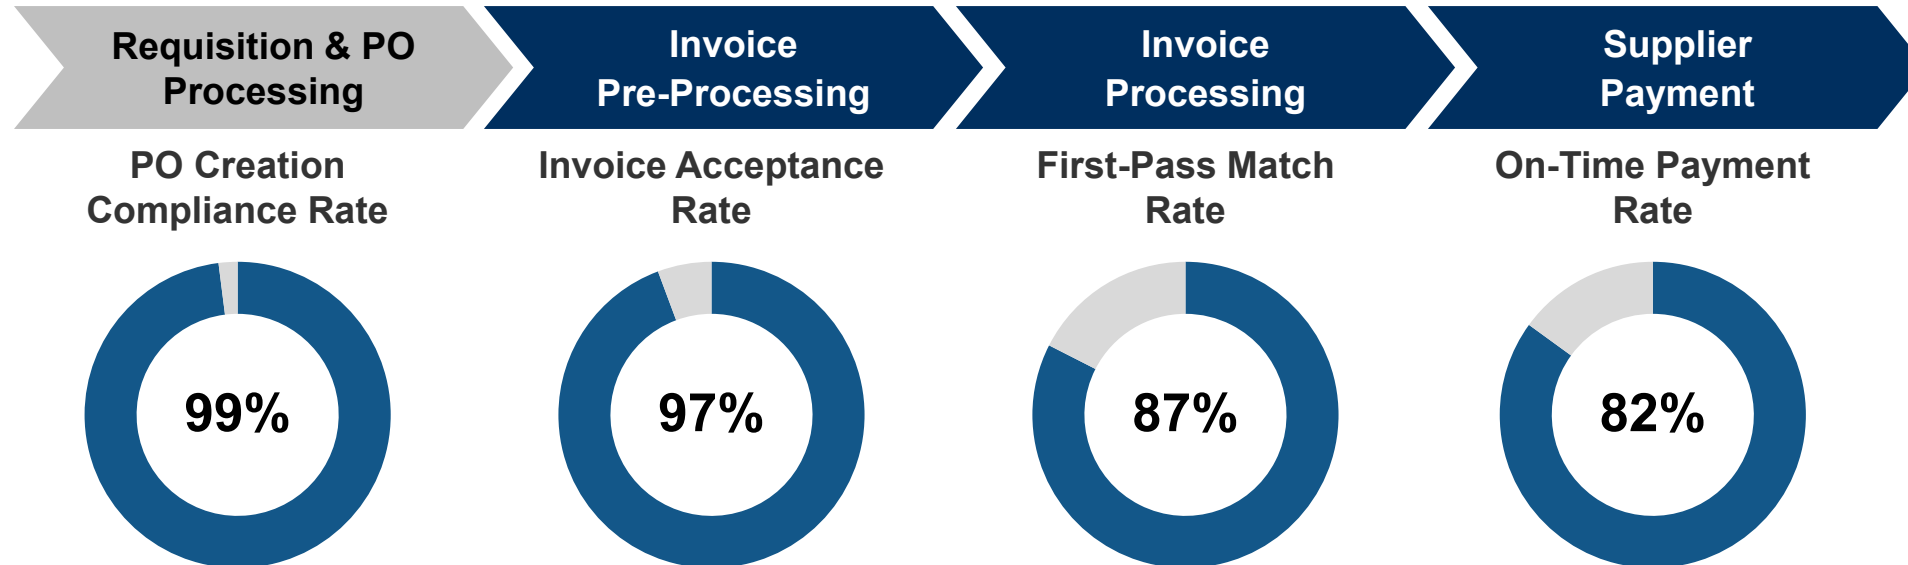 Requisition & PO
Processing
Invoice
Pre-Processing
Invoice
Processing
Supplier
Payment
PO Creation
Compliance Rate
Invoice Acceptance
Rate
First-Pass Match
Rate
On-Time Payment
Rate
99%
97%
87%
82%